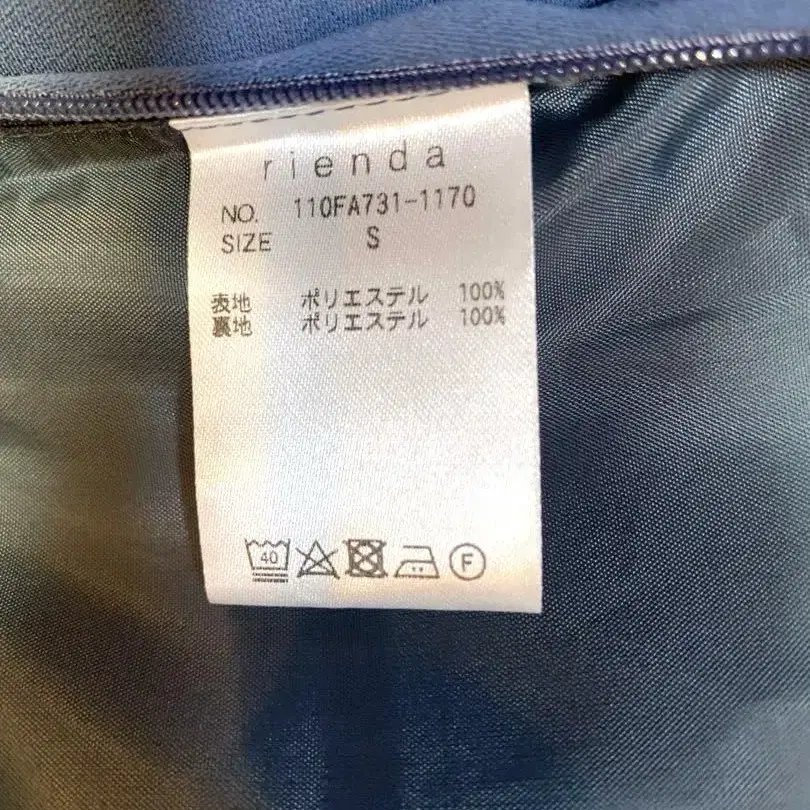 rienda
NO. 110FA731-1170
SIZE S
表地 ポリエステル 100%
裏地 ポリエステル 100%
40 F